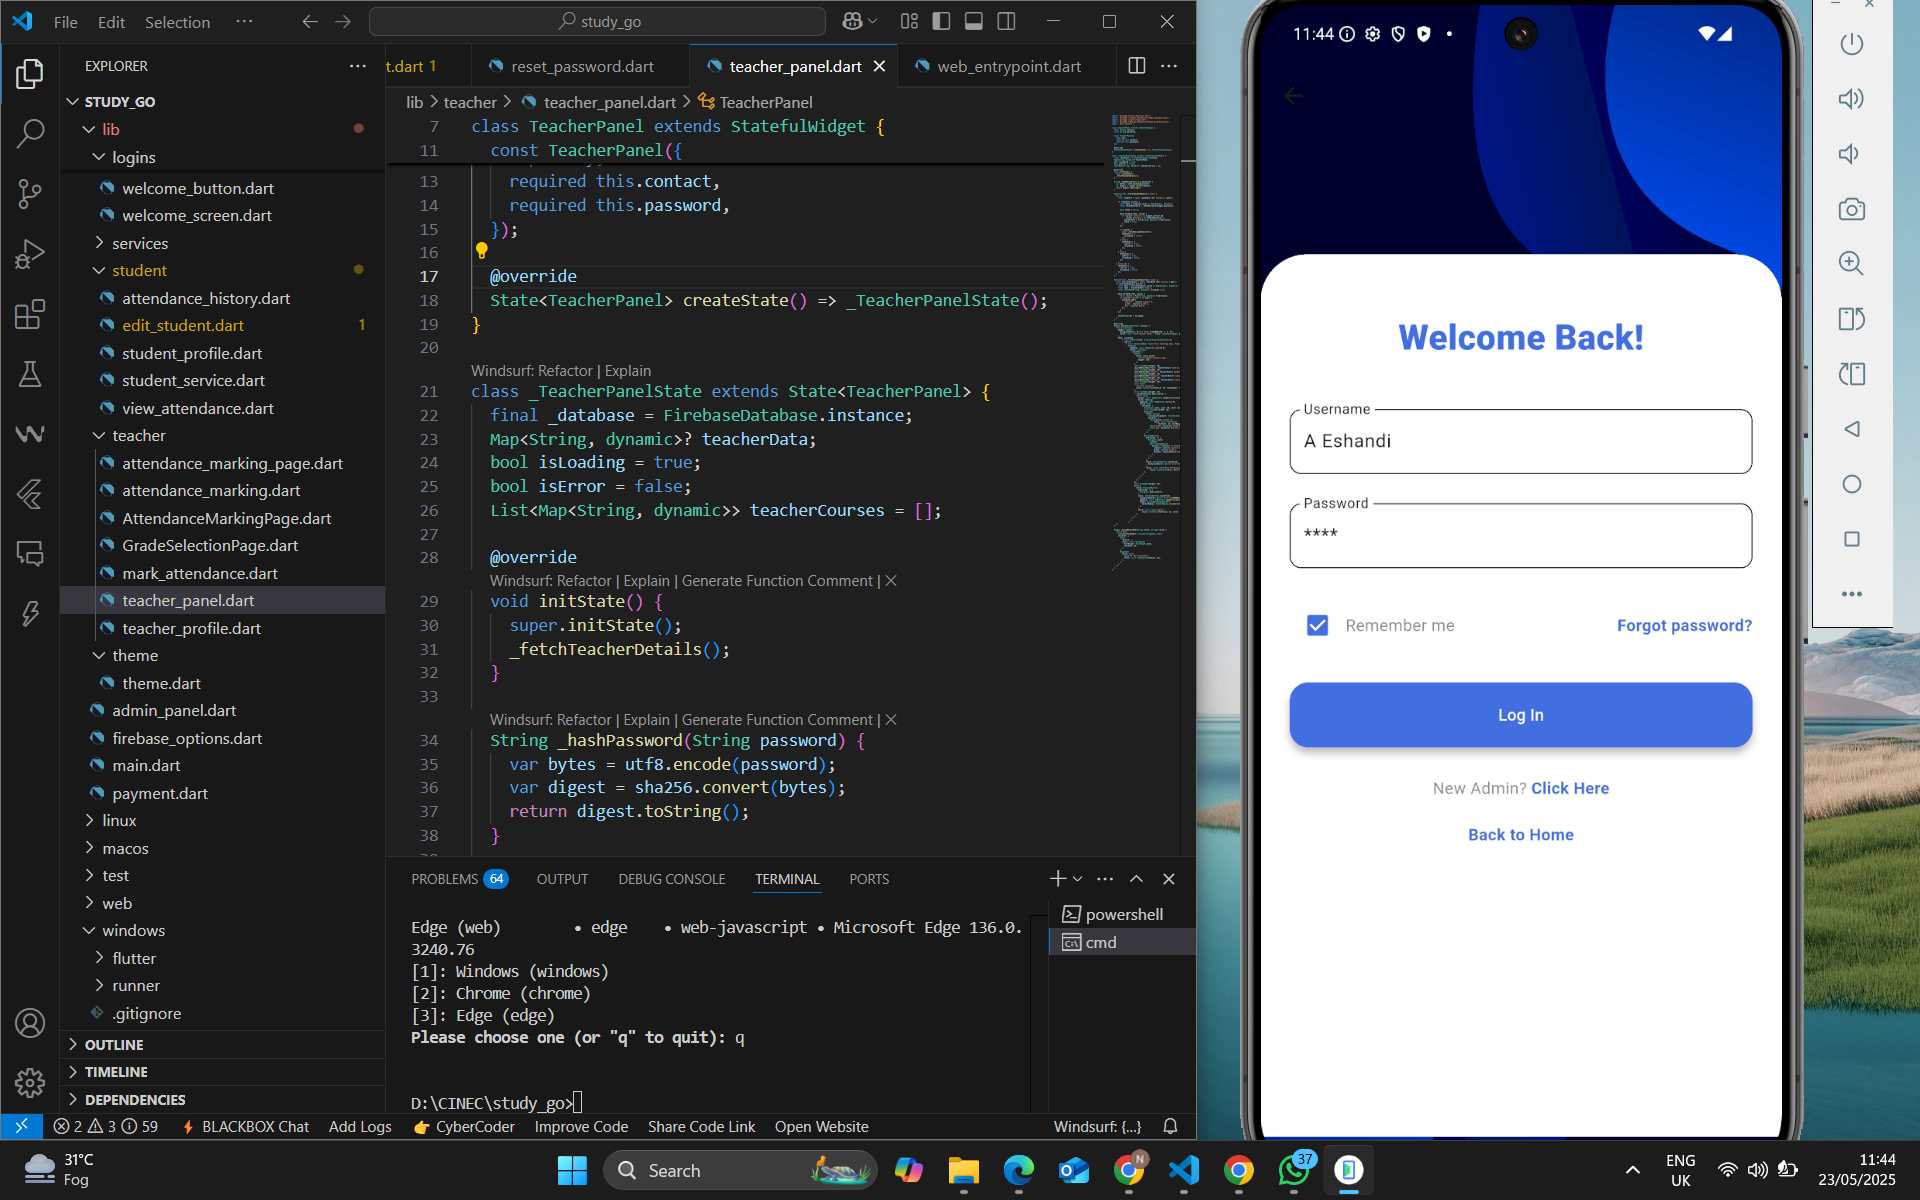 File Edit Selection ··· study_go
EXPLORER
STUDY_GO
lib
logins
welcome_button.dart
welcome_screen.dart
services
student
attendance_history.dart
edit_student.dart 1
student_profile.dart
student_service.dart
view_attendance.dart
teacher
attendance_marking_page.dart
attendance_marking.dart
AttendanceMarkingPage.dart
GradeSelectionPage.dart
mark_attendance.dart
teacher_panel.dart
teacher_profile.dart
theme
theme.dart
admin_panel.dart
firebase_options.dart
main.dart
payment.dart
linux
macos
test
web
windows
flutter
runner
.gitignore
OUTLINE
TIMELINE
DEPENDENCIES
t.dart 1 reset_password.dart teacher_panel.dart web_entrypoint.dart
lib > teacher > teacher_panel.dart > TeacherPanel
7 class TeacherPanel extends StatefulWidget {
11 const TeacherPanel({
13 required this.contact,
14 required this.password,
15 });
16
17 @override
18 State<TeacherPanel> createState() => _TeacherPanelState();
19 }
20
Windsurf: Refactor | Explain
21 class _TeacherPanelState extends State<TeacherPanel> {
22 final _database = FirebaseDatabase.instance;
23 Map<String, dynamic>? teacherData;
24 bool isLoading = true;
25 bool isError = false;
26 List<Map<String, dynamic>> teacherCourses = [];
27
28 @override
Windsurf: Refactor | Explain | Generate Function Comment | ×
29 void initState() {
30 super.initState();
31 _fetchTeacherDetails();
32 }
33
Windsurf: Refactor | Explain | Generate Function Comment | ×
34 String _hashPassword(String password) {
35 var bytes = utf8.encode(password);
36 var digest = sha256.convert(bytes);
37 return digest.toString();
38 }
PROBLEMS 64 OUTPUT DEBUG CONSOLE TERMINAL PORTS
Edge (web) • edge • web-javascript • Microsoft Edge 136.0.
3240.76
[1]: Windows (windows)
[2]: Chrome (chrome)
[3]: Edge (edge)
Please choose one (or "q" to quit): q
D:\CINEC\study_go>
powershell
cmd
2 3 59 BLACKBOX Chat Add Logs CyberCoder Improve Code Share Code Link Open Website Windsurf: {...}
11:44
Welcome Back!
Username
A Eshandi
Password
****
Remember me Forgot password?
Log In
New Admin? Click Here
Back to Home
31°C
Fog
Search
N
37
ENG
UK
11:44
23/05/2025